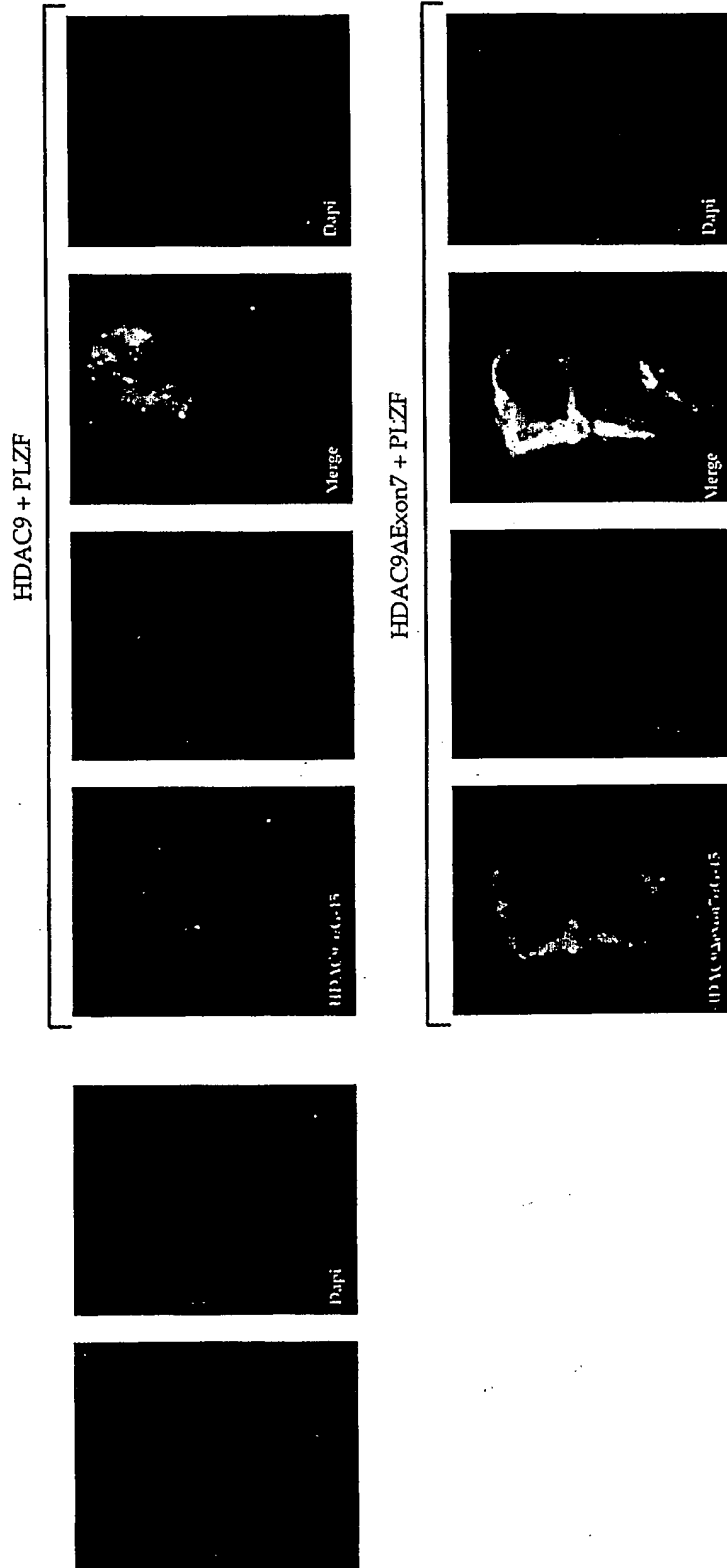 HDAC9 + PLZF
Dapi
Merge
Dapi
HDAC9ΔExon7 + PLZF
Merge
Dapi